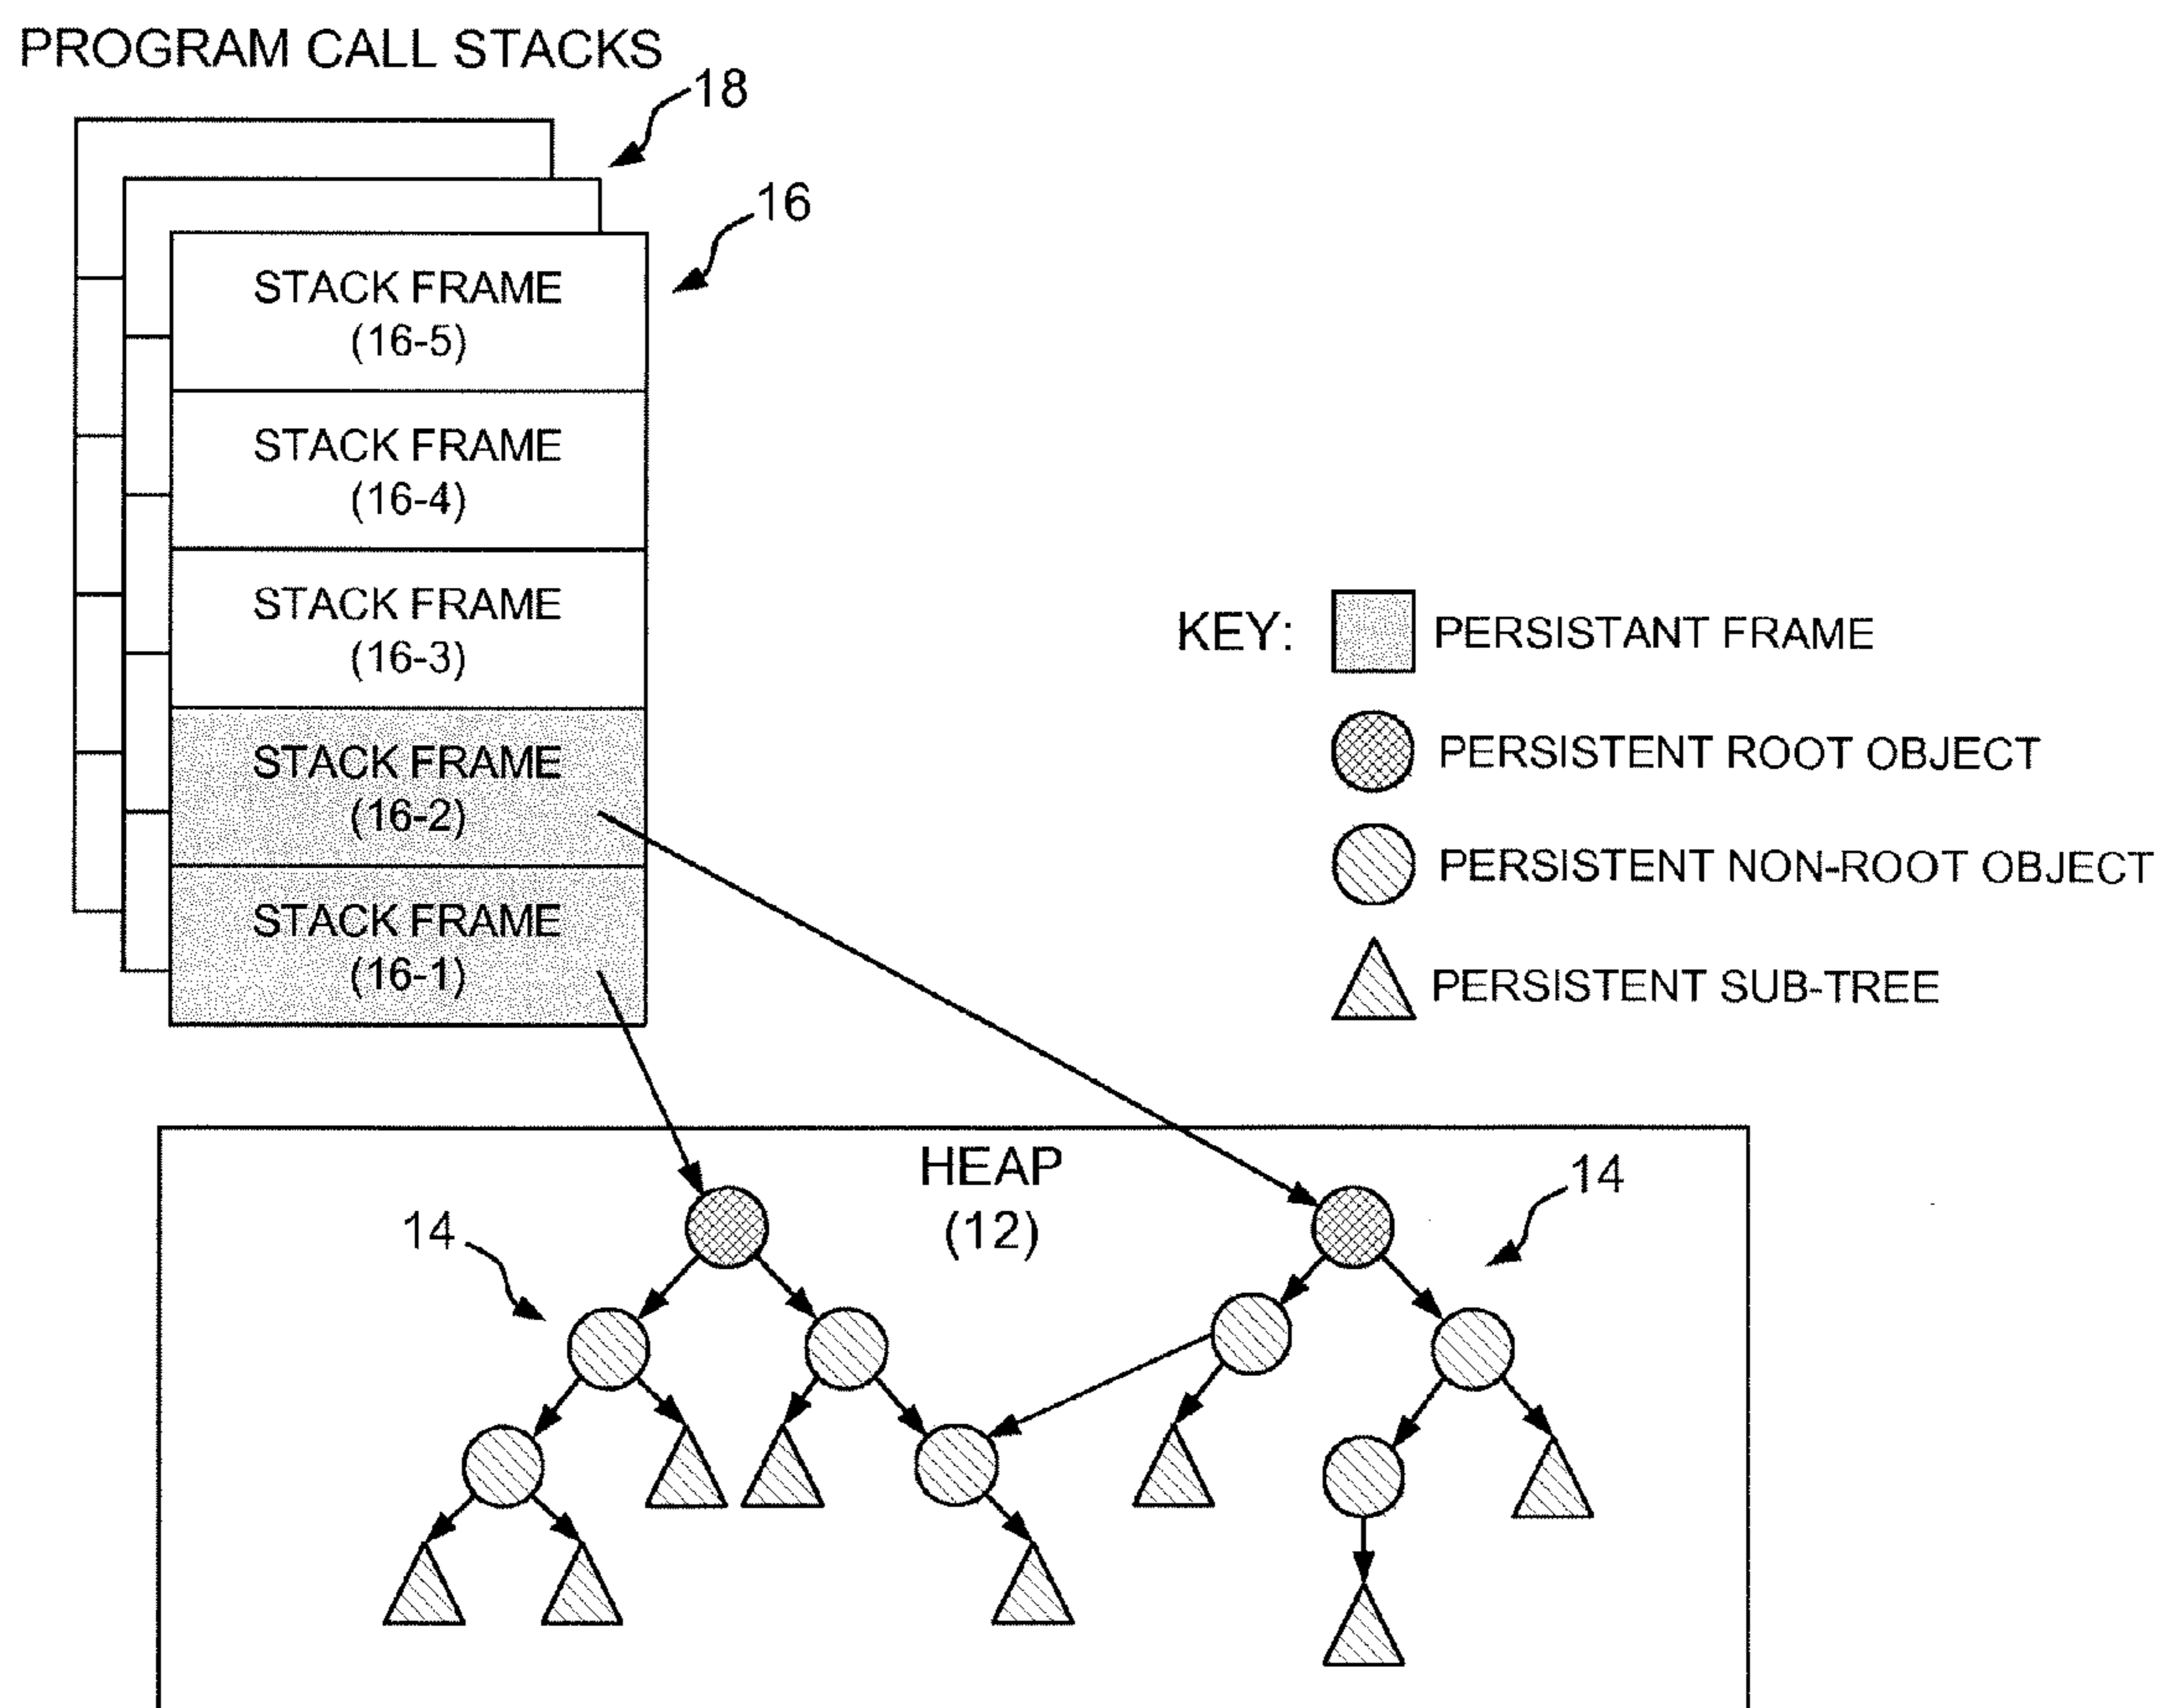 PROGRAM CALL STACKS
18
16
STACK FRAME
(16-5)
STACK FRAME
(16-4)
STACK FRAME
(16-3)
STACK FRAME
(16-2)
STACK FRAME
(16-1)
KEY:
PERSISTANT FRAME
PERSISTENT ROOT OBJECT
PERSISTENT NON-ROOT OBJECT
PERSISTENT SUB-TREE
HEAP
(12)
14
14